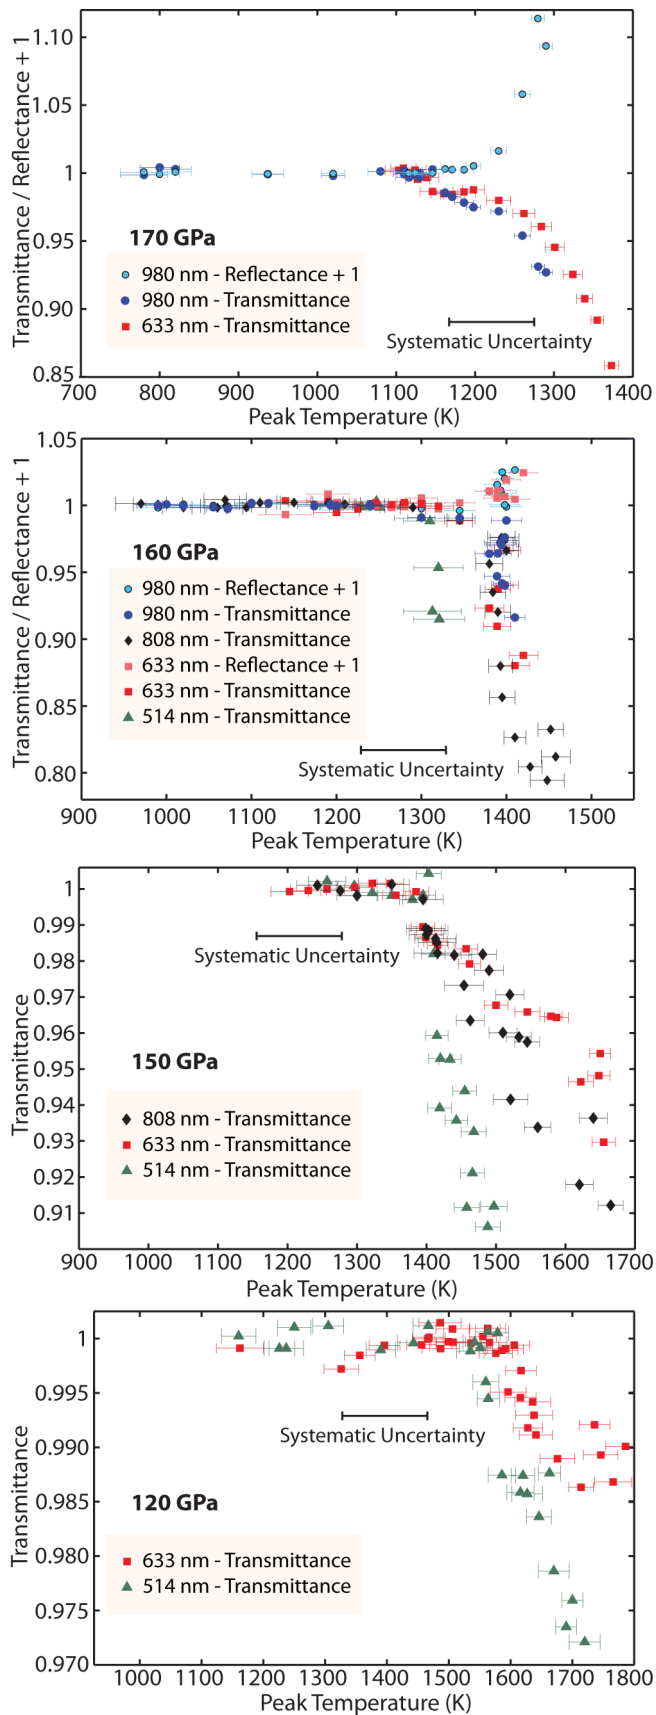 1.10
1.05
1
0.95
0.90
0.85
Transmittance / Reflectance + 1
170 GPa
980 nm - Reflectance + 1
980 nm - Transmittance
633 nm - Transmittance
Systematic Uncertainty
700 800 900 1000 1100 1200 1300 1400
Peak Temperature (K)
1.05
1.00
0.95
0.90
0.85
0.80
Transmittance / Reflectance + 1
160 GPa
980 nm - Reflectance + 1
980 nm - Transmittance
808 nm - Transmittance
633 nm - Reflectance + 1
633 nm - Transmittance
514 nm - Transmittance
Systematic Uncertainty
900 1000 1100 1200 1300 1400 1500
Peak Temperature (K)
1
0.99
0.98
0.97
0.96
0.95
0.94
0.93
0.92
0.91
Transmittance
Systematic Uncertainty
150 GPa
808 nm - Transmittance
633 nm - Transmittance
514 nm - Transmittance
900 1000 1100 1200 1300 1400 1500 1600 1700
Peak Temperature (K)
1
0.995
0.990
0.985
0.980
0.975
0.970
Transmittance
Systematic Uncertainty
120 GPa
633 nm - Transmittance
514 nm - Transmittance
1000 1100 1200 1300 1400 1500 1600 1700 1800
Peak Temperature (K)